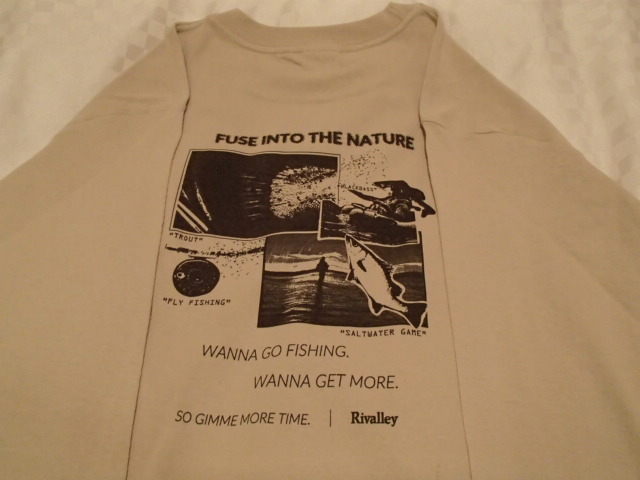 FUSE INTO THE NATURE
"BLACKBASS"
"TROUT"
"FLY FISHING"
"SALTWATER GAME"
WANNA GO FISHING.
WANNA GET MORE.
SO GIMME MORE TIME. | Rivalley